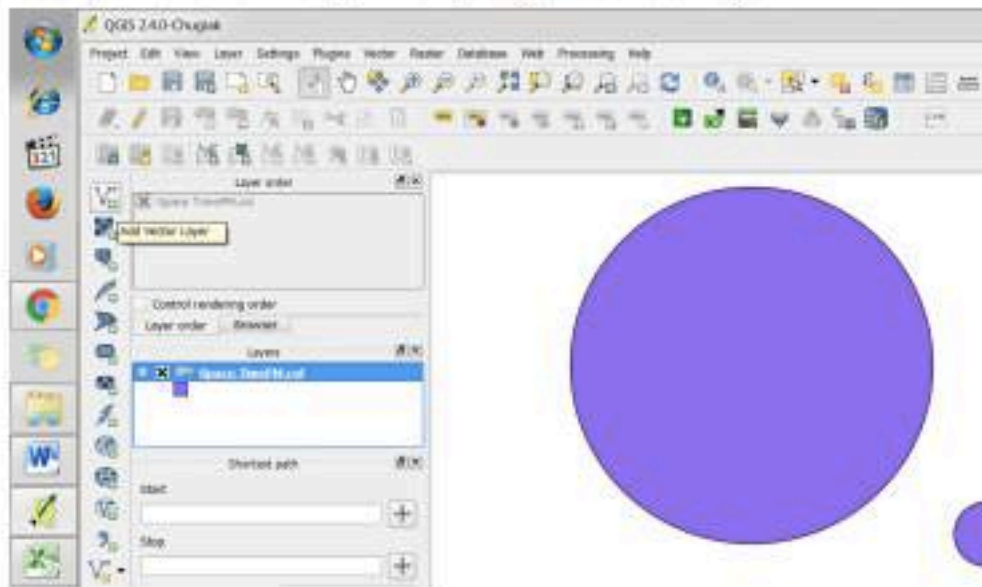 QGIS 2.4.0-Chugiak
Project Edit View Layer Settings Plugins Vector Raster Database Web Processing Help
Layer order
Add Vector Layer
Control rendering order
Layer order Browser
Layers
Shortest path
Start
Stop